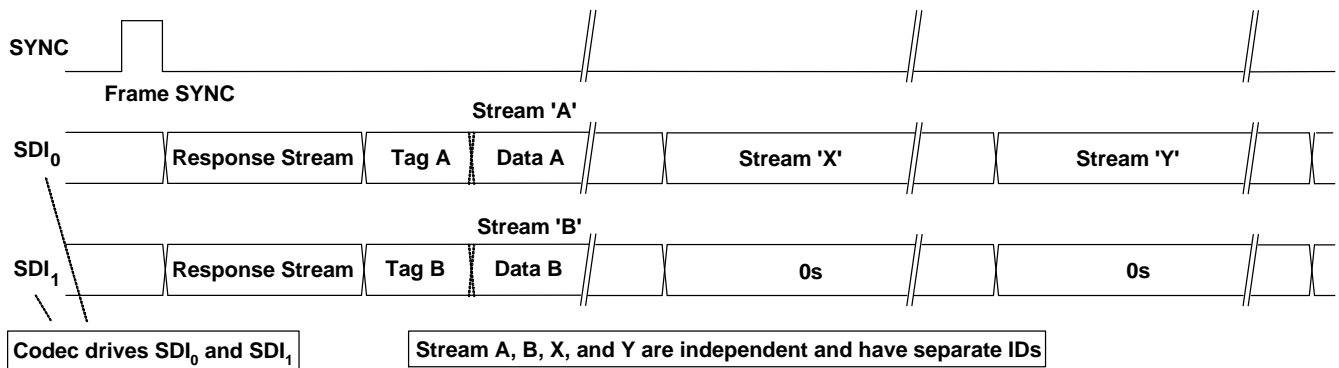 SYNC
Frame SYNC
Stream 'A'
SDI0 Response Stream Tag A Data A Stream 'X' Stream 'Y'
Stream 'B'
SDI1 Response Stream Tag B Data B 0s 0s
Codec drives SDI0 and SDI1
Stream A, B, X, and Y are independent and have separate IDs